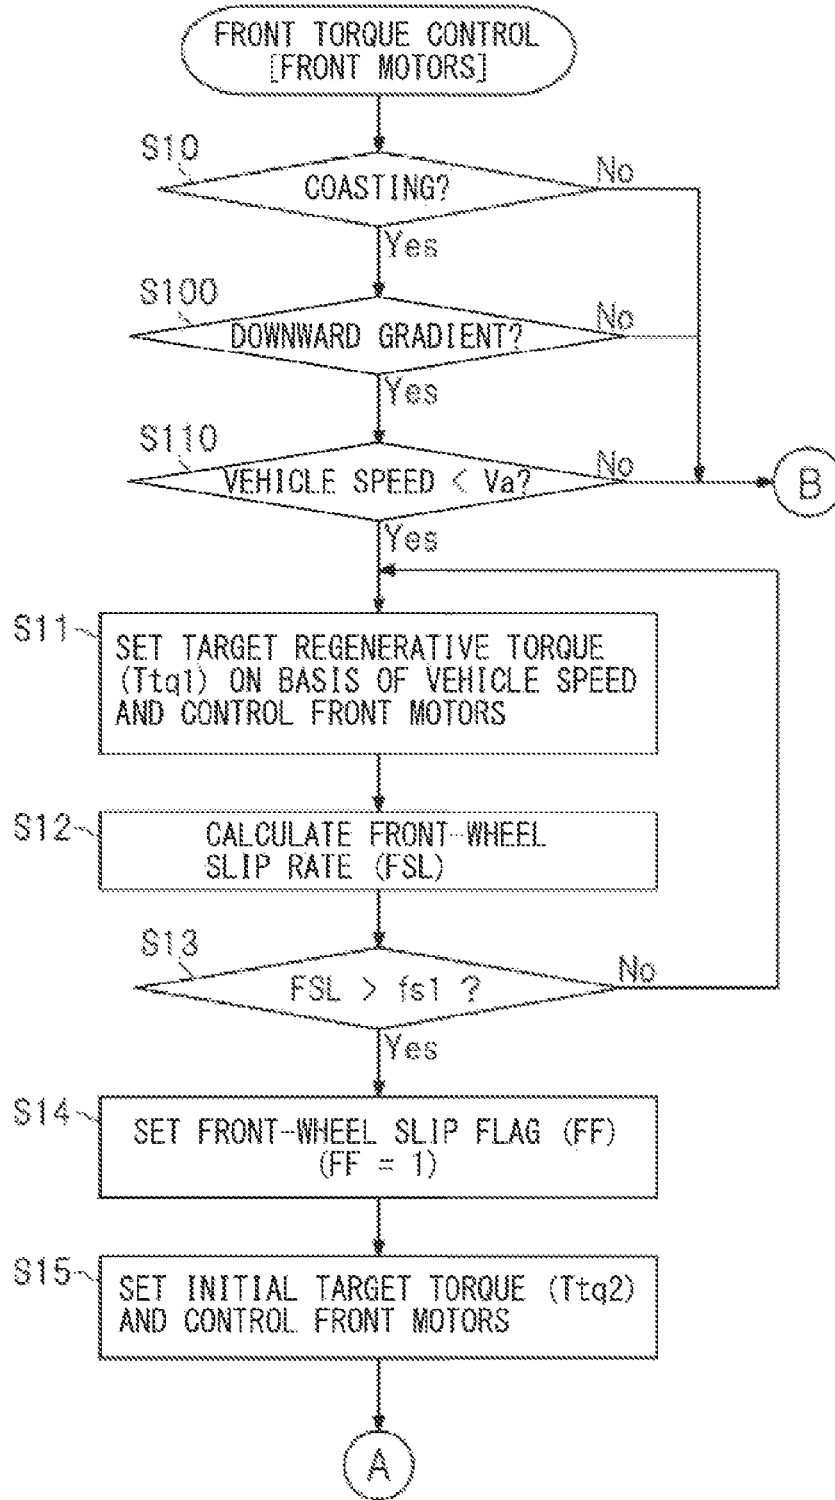 FRONT TORQUE CONTROL
[FRONT MOTORS]
S10
COASTING?
No
Yes
S100
DOWNWARD GRADIENT?
No
Yes
S110
VEHICLE SPEED < Va?
No
B
Yes
S11
SET TARGET REGENERATIVE TORQUE
(Ttq1) ON BASIS OF VEHICLE SPEED
AND CONTROL FRONT MOTORS
S12
CALCULATE FRONT-WHEEL
SLIP RATE (FSL)
S13
FSL > fs1 ?
No
Yes
S14
SET FRONT-WHEEL SLIP FLAG (FF)
(FF = 1)
S15
SET INITIAL TARGET TORQUE (Ttq2)
AND CONTROL FRONT MOTORS
A